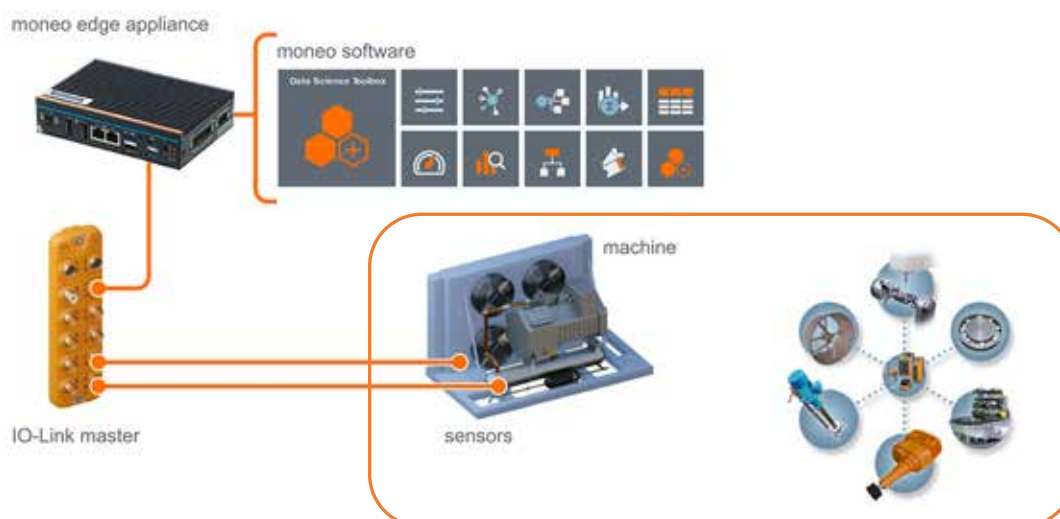 moneo edge appliance
moneo software
Data Science Toolbox
machine
IO-Link master
sensors